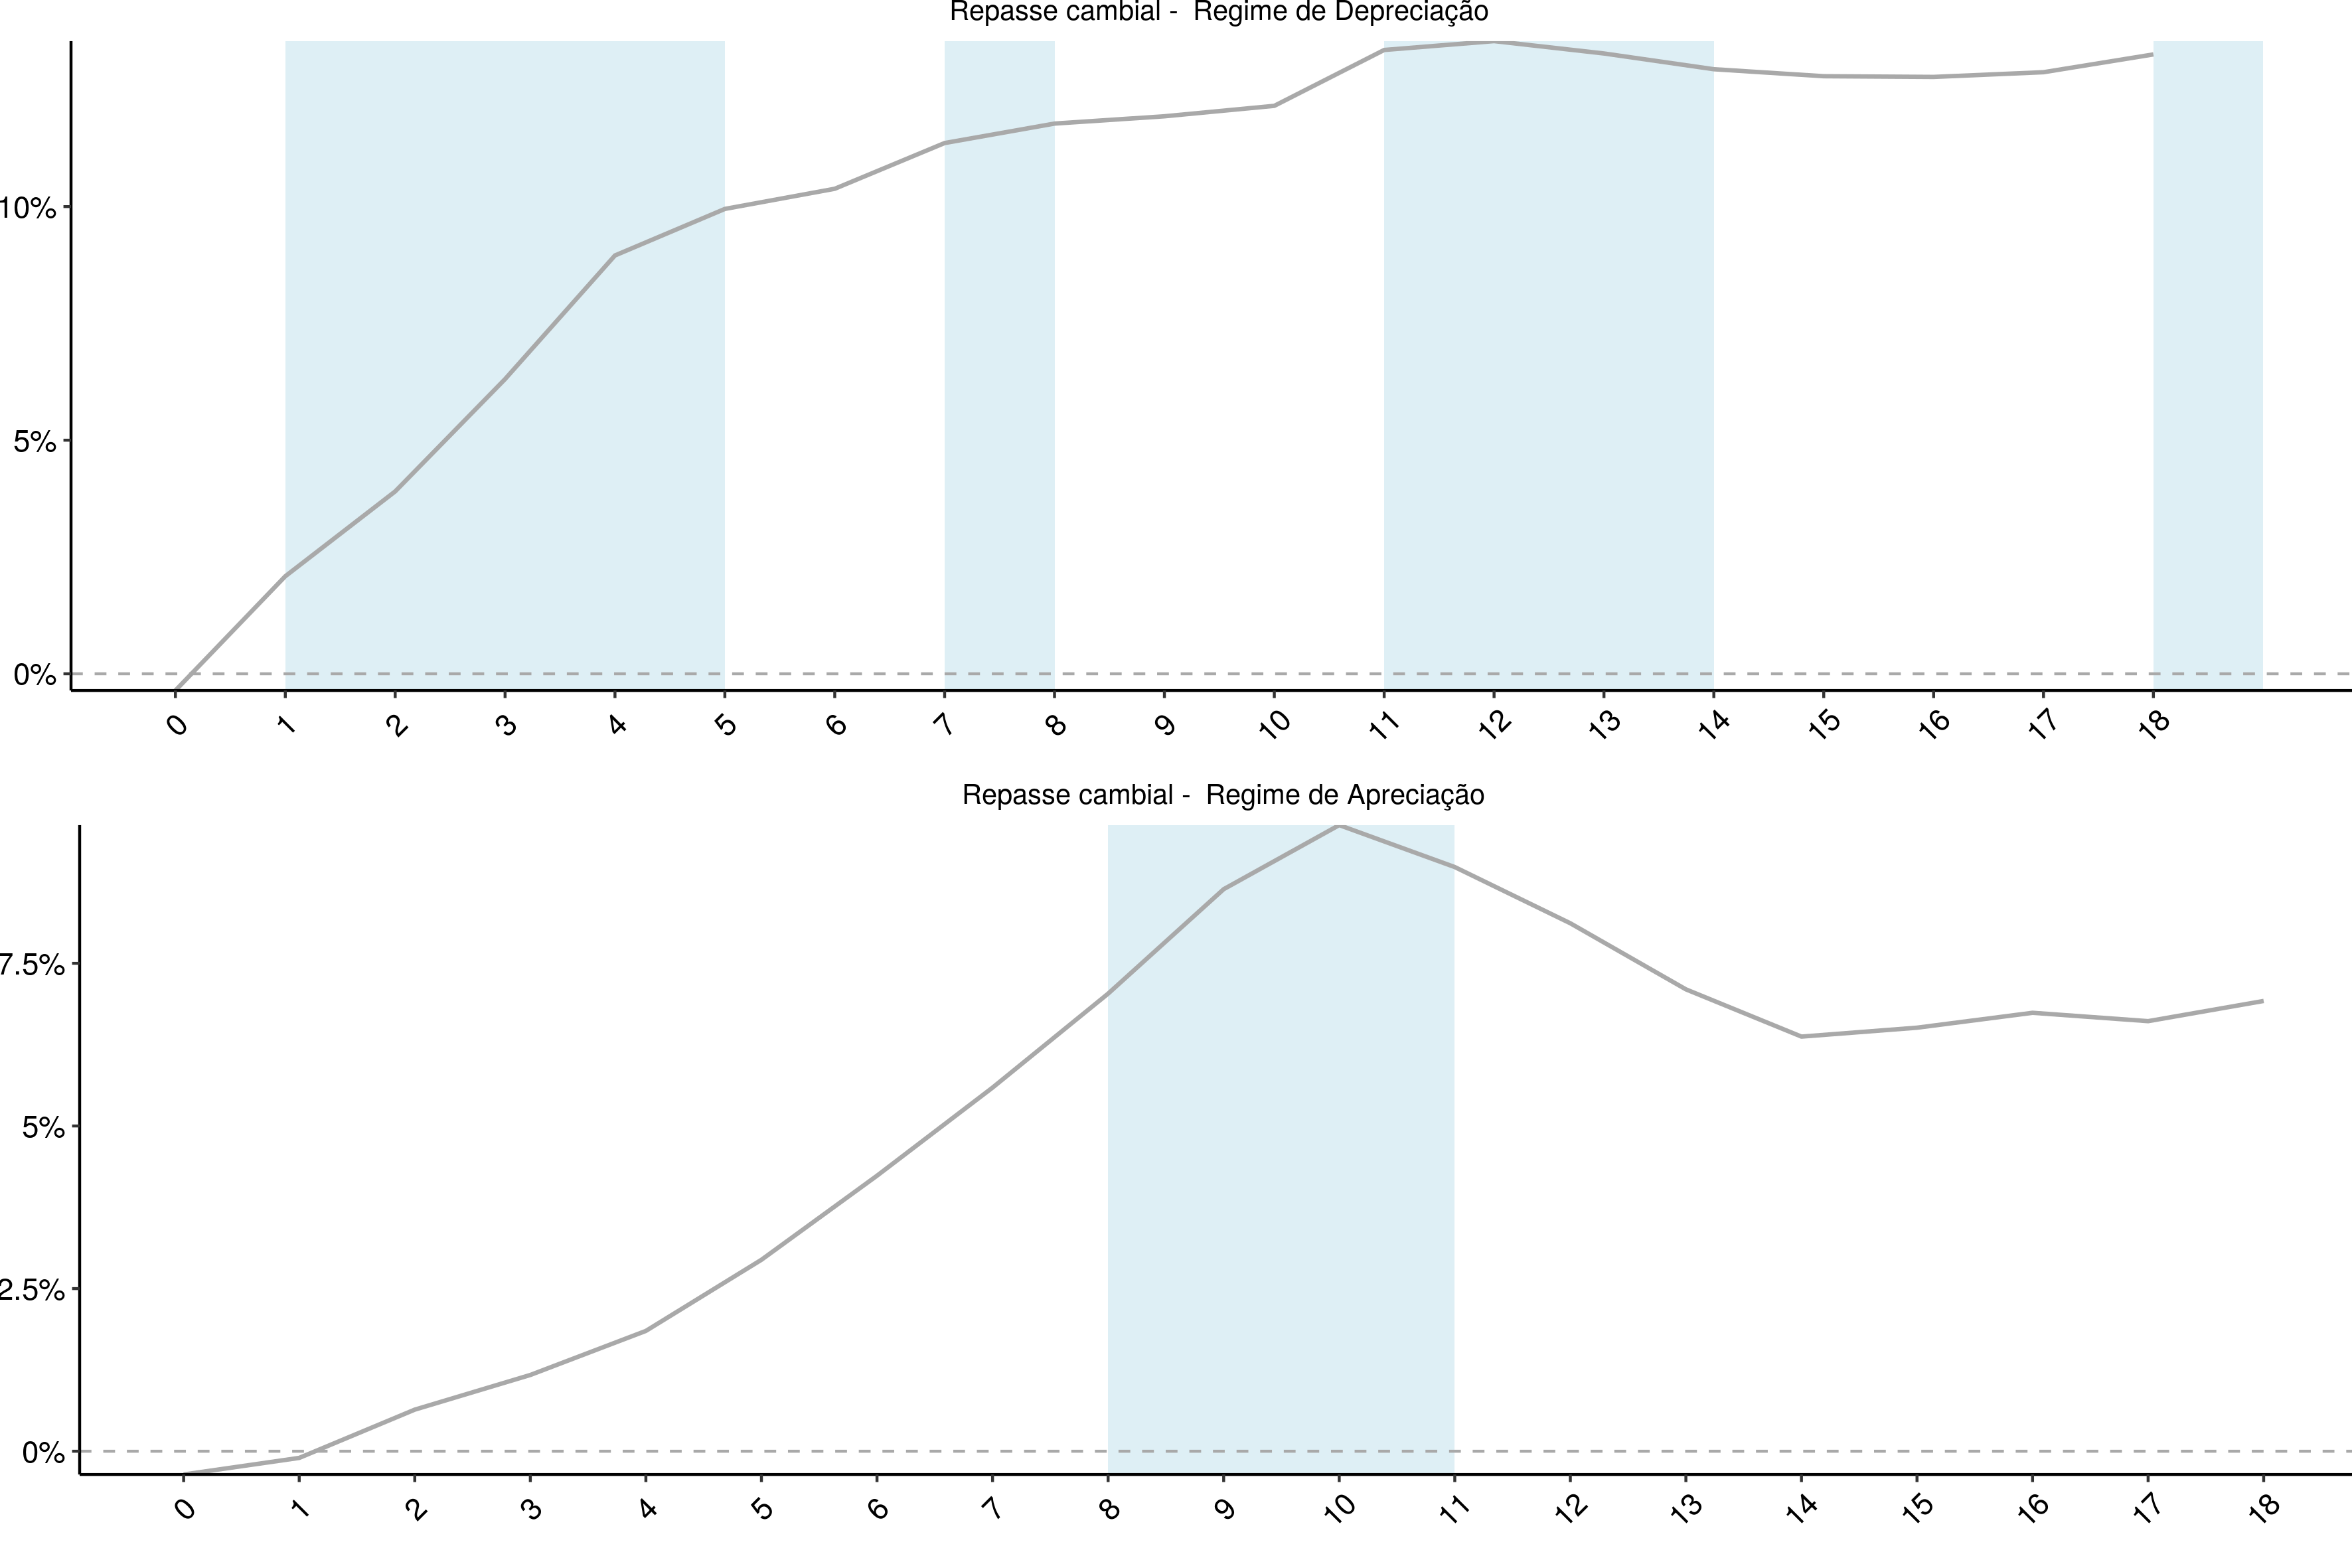 Repasse cambial -  Regime de Depreciação
10%
5%
0%
0 1 2 3 4 5 6 7 8 9 10 11 12 13 14 15 16 17 18
Repasse cambial -  Regime de Apreciação
7.5%
5%
2.5%
0%
0 1 2 3 4 5 6 7 8 9 10 11 12 13 14 15 16 17 18